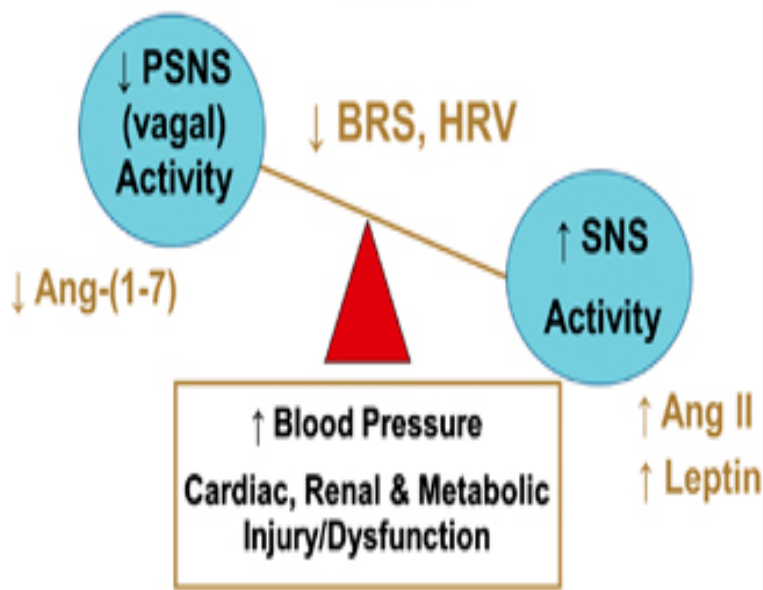 ↓ PSNS
(vagal)
Activity
↓ BRS, HRV
↓ Ang-(1-7)
↑ SNS
Activity
↑ Blood Pressure
Cardiac, Renal & Metabolic
Injury/Dysfunction
↑ Ang II
↑ Leptin